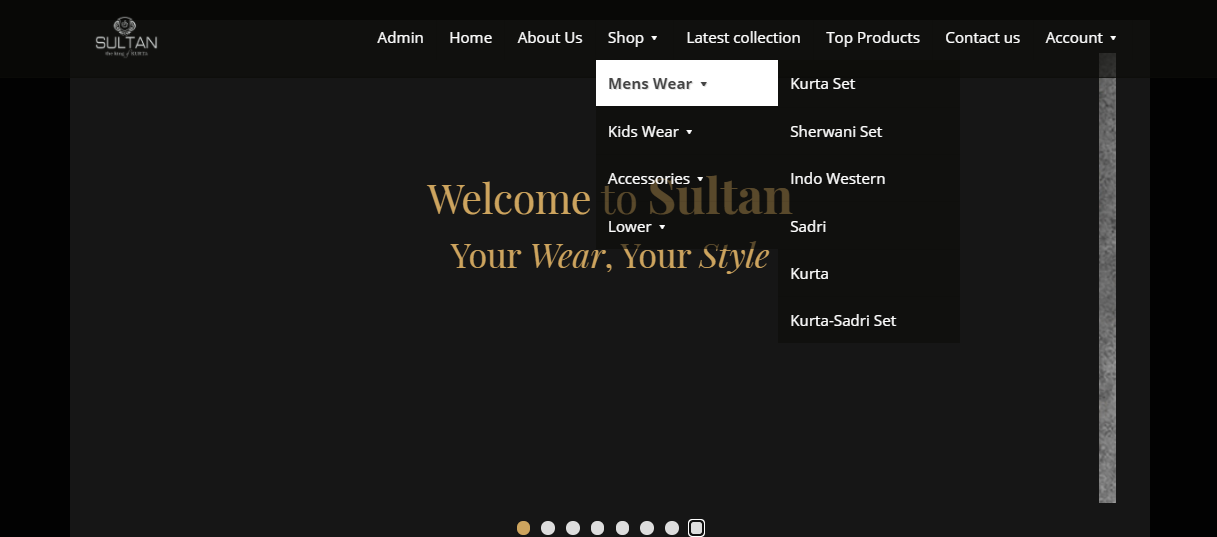 SULTAN
the king of KURTA
Admin Home About Us Shop Latest collection Top Products Contact us Account
Mens Wear
Kurta Set
Kids Wear
Sherwani Set
Accessories
Indo Western
Lower
Sadri
Kurta
Kurta-Sadri Set
Welcome to Sultan
Your Wear, Your Style